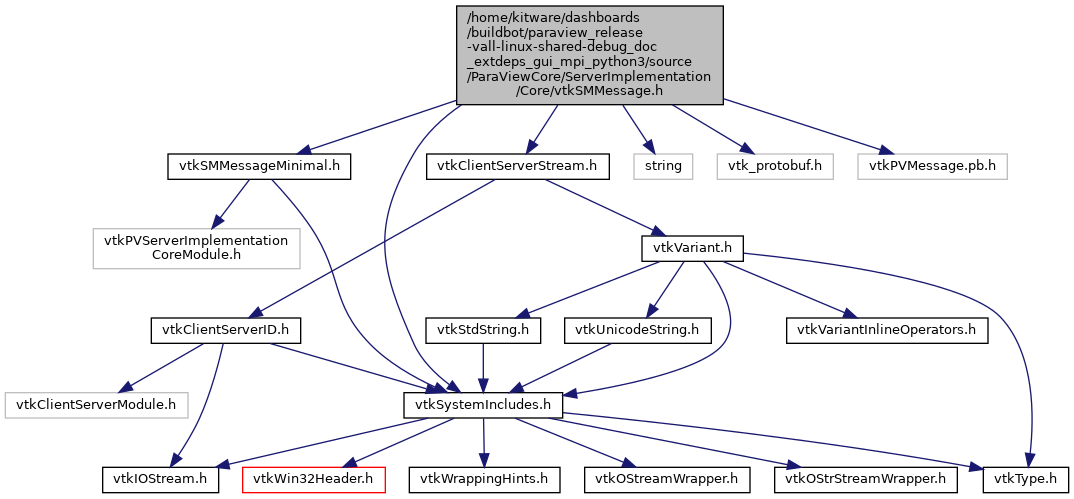 /home/kitware/dashboards
/buildbot/paraview_release
-vall-linux-shared-debug_doc
_extdeps_gui_mpi_python3/source
/ParaViewCore/ServerImplementation
/Core/vtkSMMessage.h
vtkSMMessageMinimal.h
vtkClientServerStream.h
string
vtk_protobuf.h
vtkPVMessage.pb.h
vtkPVServerImplementation
CoreModule.h
vtkVariant.h
vtkClientServerID.h
vtkStdString.h
vtkUnicodeString.h
vtkVariantInlineOperators.h
vtkClientServerModule.h
vtkSystemIncludes.h
vtkIOStream.h
vtkWin32Header.h
vtkWrappingHints.h
vtkOStreamWrapper.h
vtkOStrStreamWrapper.h
vtkType.h